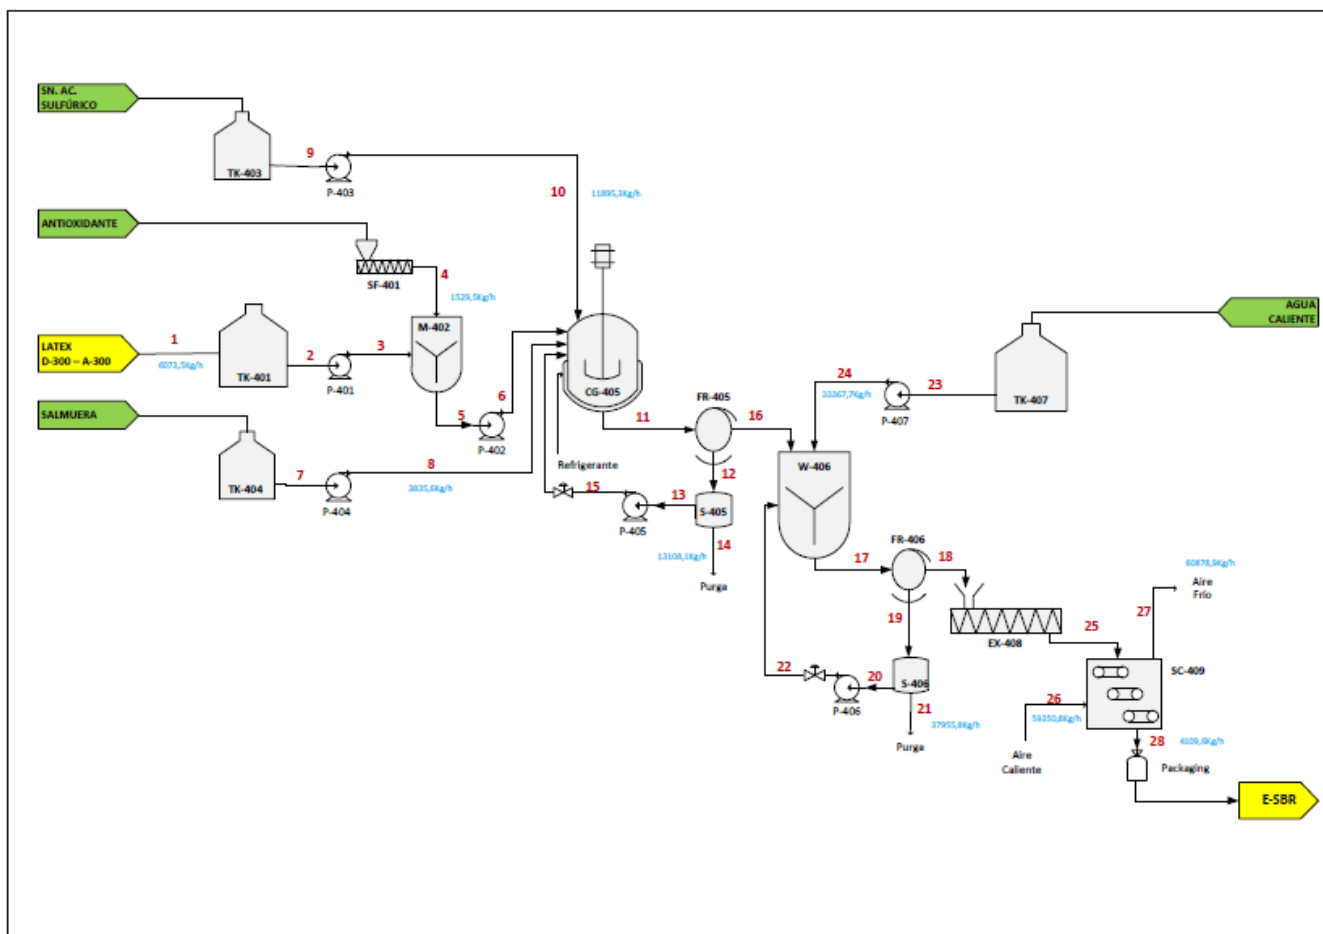 SN. AC.
SULFÚRICO
TK-403
9
P-403
10
11895,3Kg/h
ANTIOXIDANTE
SF-401
4
1529,5Kg/h
LATEX
D-300 – A-300
1
6073,5Kg/h
TK-401
2
P-401
3
M-402
5
6
P-402
SALMUERA
TK-404
7
P-404
8
3835,6Kg/h
CG-405
Refrigerante
11
FR-405
16
12
S-405
13
P-405
15
14
13108,1Kg/h
Purga
AGUA
CALIENTE
TK-407
23
P-407
24
33367,7Kg/h
W-406
17
FR-406
18
19
S-406
20
P-406
22
21
37955,8Kg/h
Purga
EX-408
25
SC-409
26
59350,8Kg/h
Aire
Caliente
27
60878,9Kg/h
Aire
Frío
28
4109,6Kg/h
Packaging
E-SBR